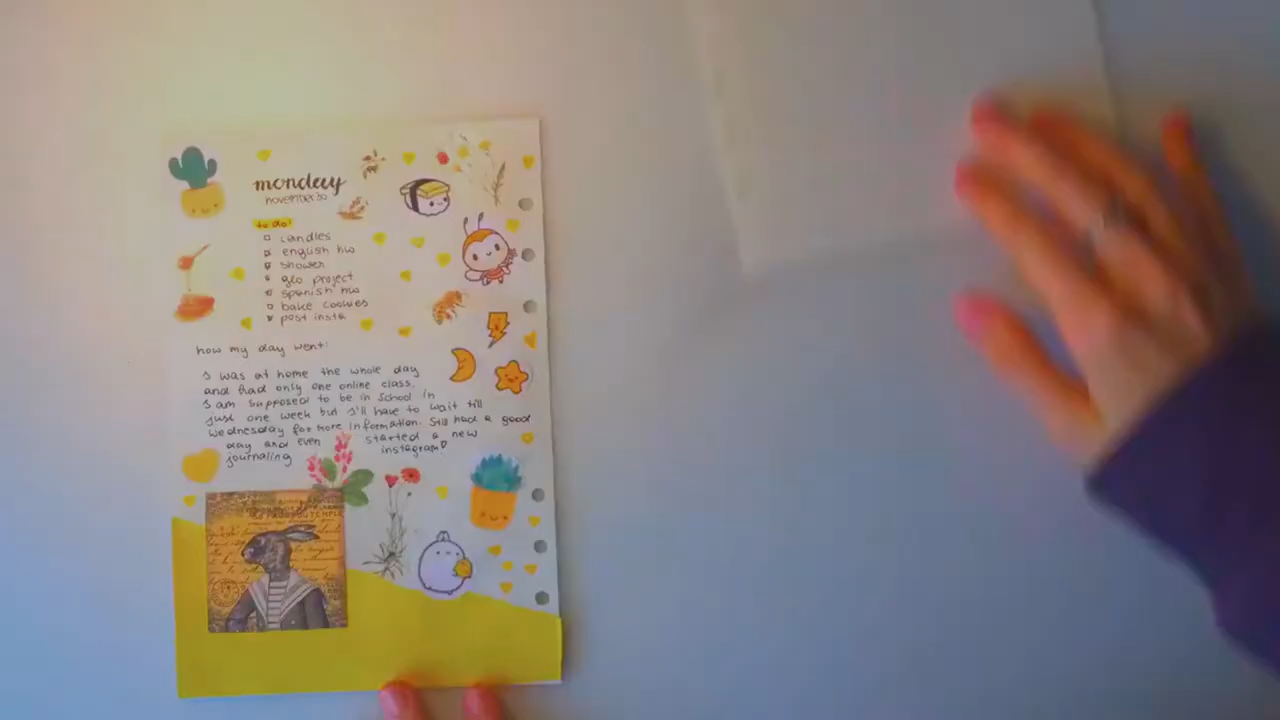 monday
november 30
to do:
candles
english hw
shower
geo project
spanish hw
bake cookies
post insta
how my day went:
I was at home the whole day
and had only one online class.
I am supposed to be in school in
just one week but I'll have to wait till
wednesday for more information. Still had a good
day and even started a new
journaling instagram